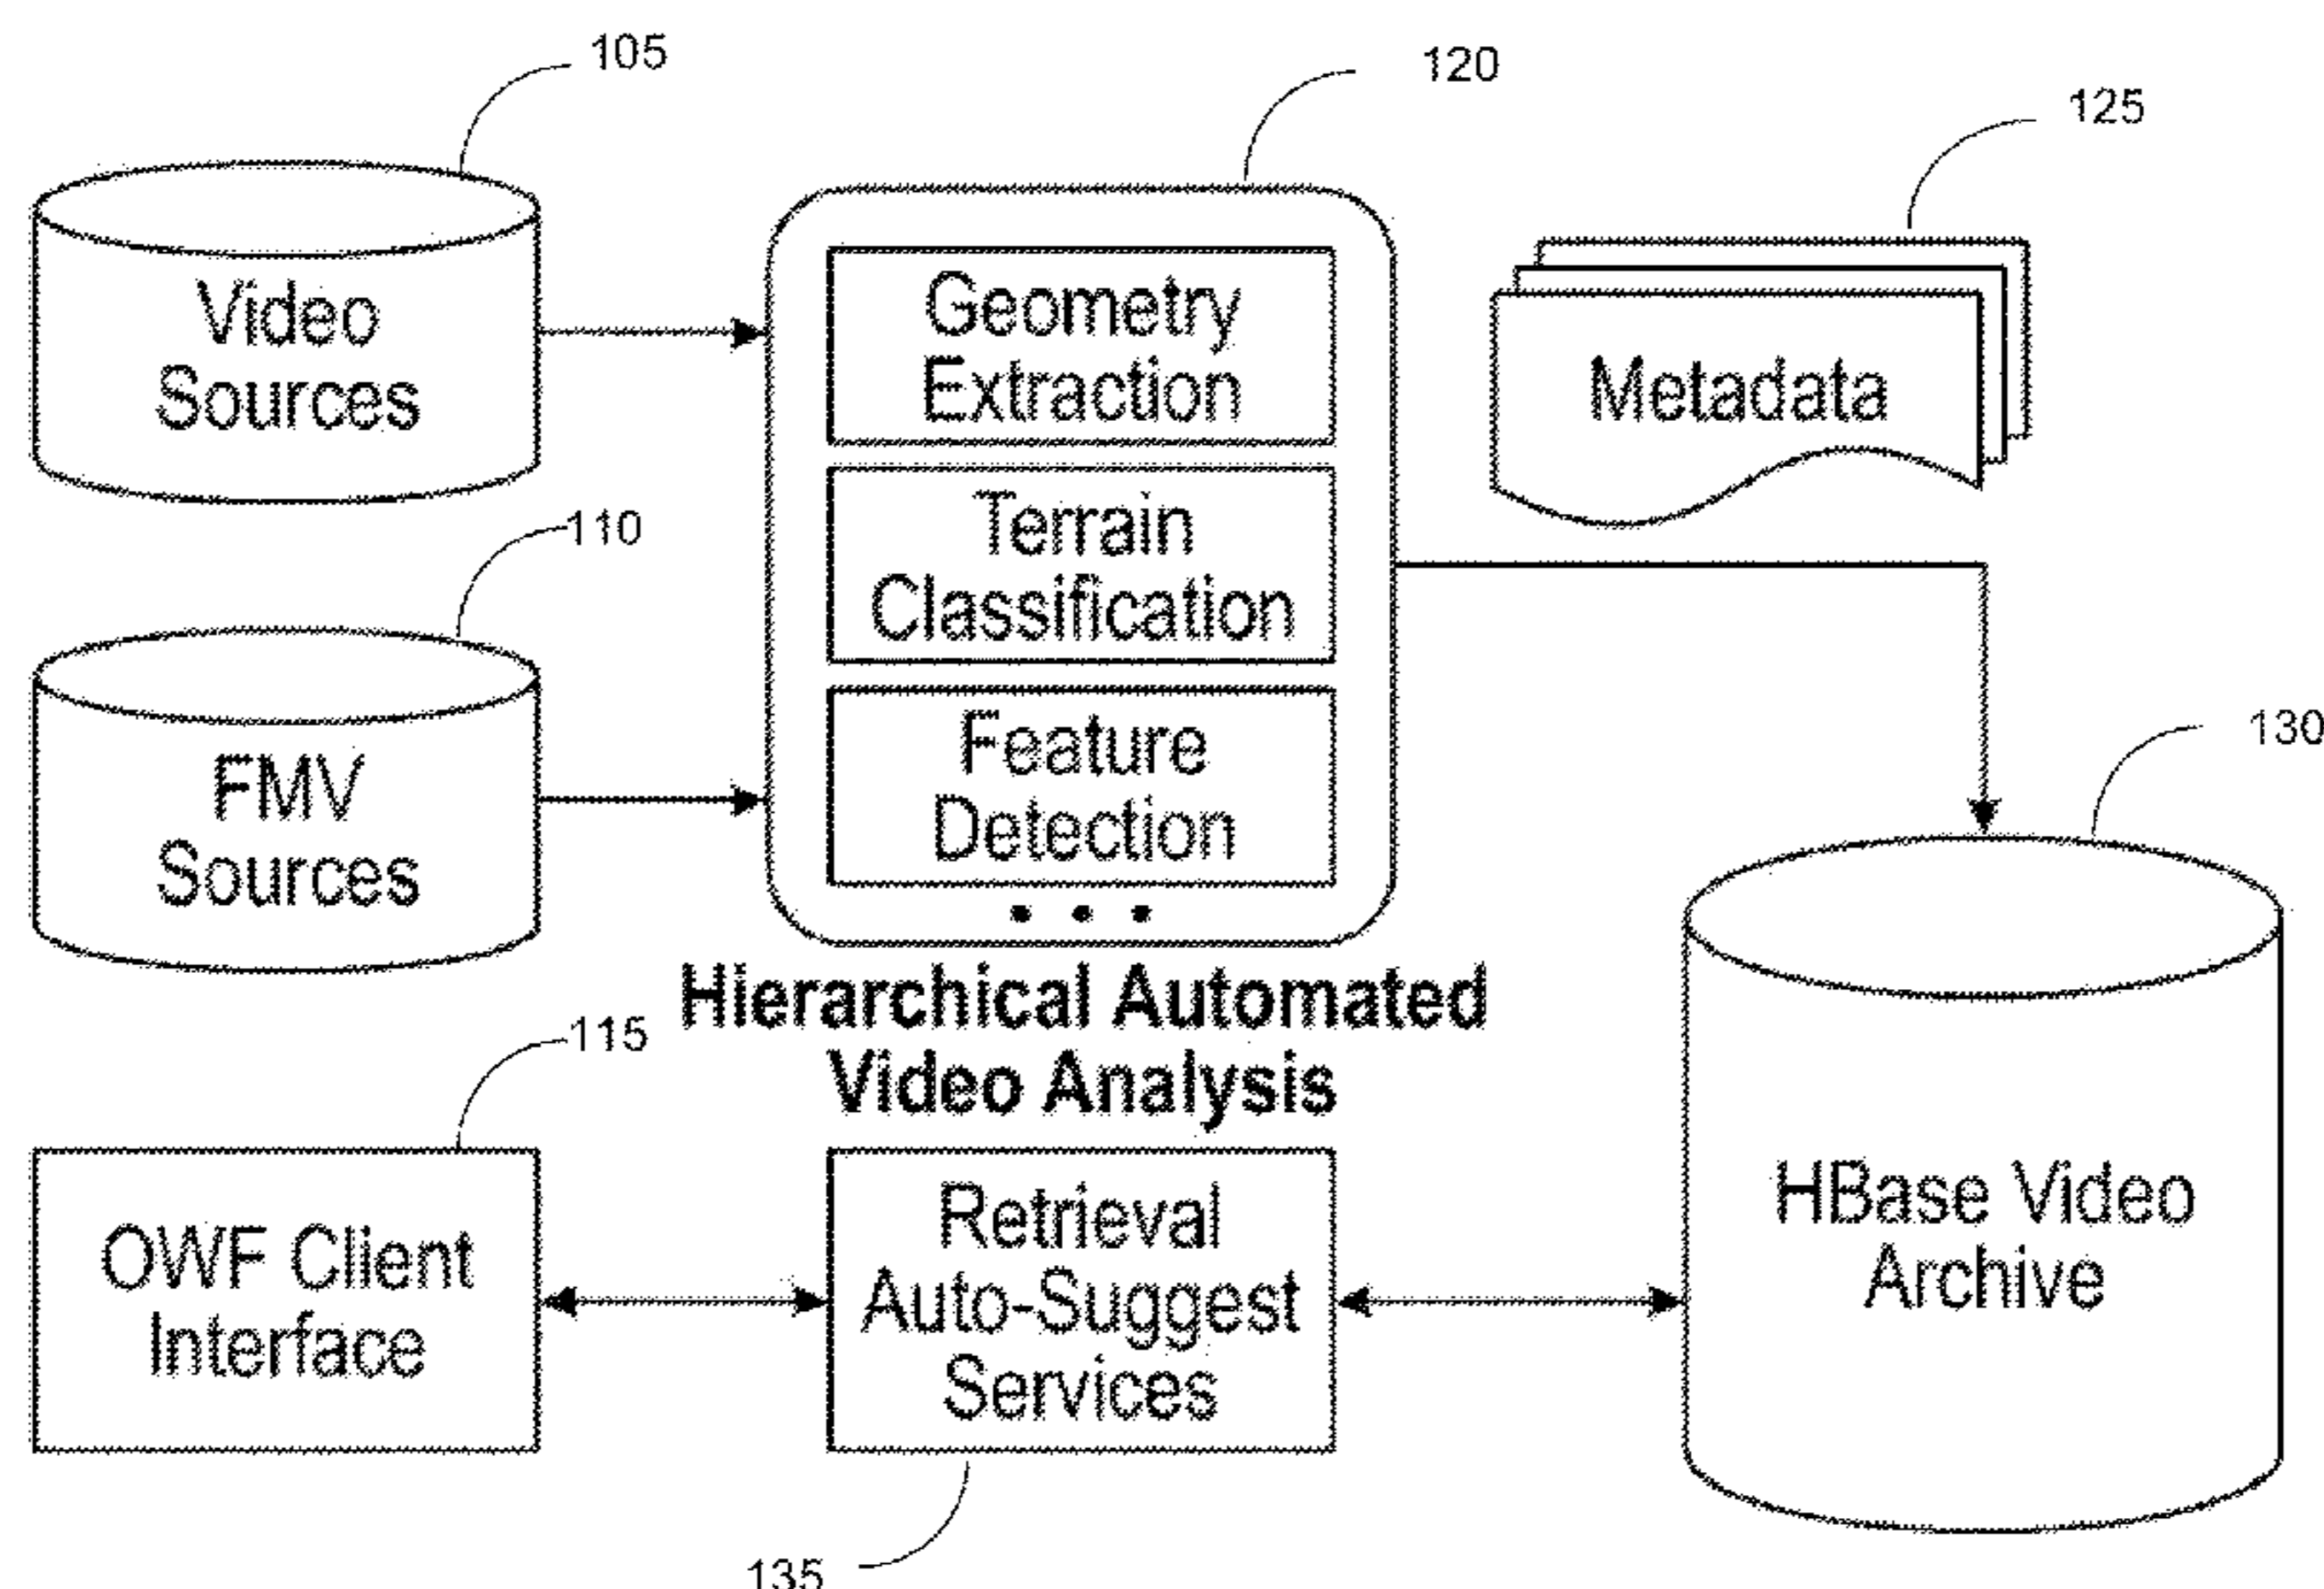 105
120
125
Video
Sources
Geometry
Extraction
Metadata
Terrain
Classification
110
FMV
Sources
Feature
Detection
• • •
130
Hierarchical Automated
Video Analysis
115
OWF Client
Interface
Retrieval
Auto-Suggest
Services
HBase Video
Archive
135